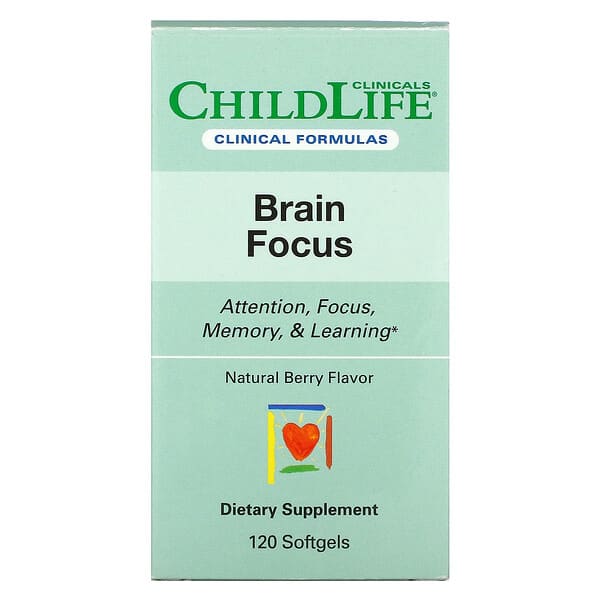 CLINICALS
CHILDLIFE®
CLINICAL FORMULAS
Brain
Focus
Attention, Focus,
Memory, & Learning*
Natural Berry Flavor
Dietary Supplement
120 Softgels